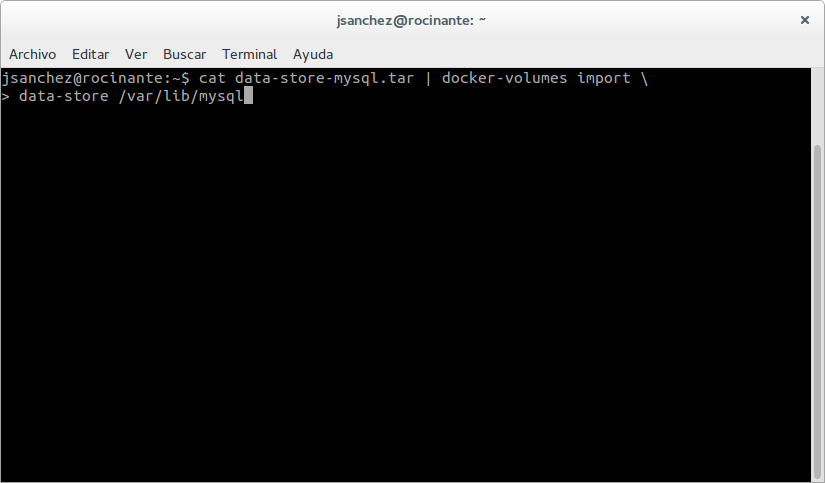 jsanchez@rocinante: ~
Archivo Editar Ver Buscar Terminal Ayuda
jsanchez@rocinante:~$ cat data-store-mysql.tar | docker-volumes import \
> data-store /var/lib/mysql